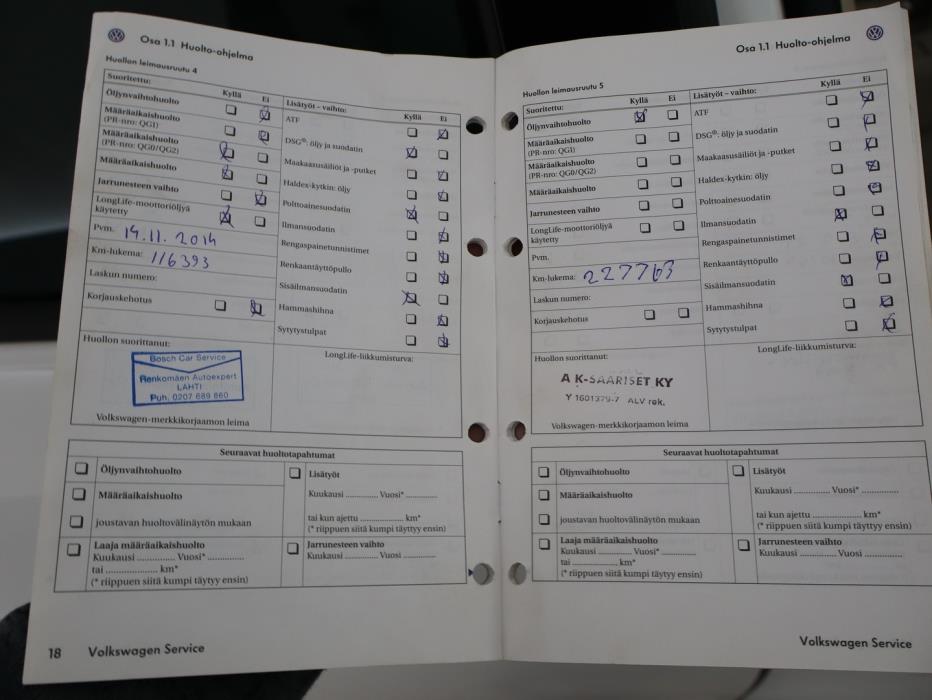 Osa 1.1 Huolto-ohjelma
Huollon leimausruutu 4
Suoritettu:
Kyllä Ei
Öljynvaihtohuolto
Määräaikaishuolto
(PR-nro: QG1)
Määräaikaishuolto
(PR-nro: QG0/QG2)
Määräaikaishuolto
Jarrunesteen vaihto
LongLife-moottoriöljyä
käytetty
Pvm. 19.11.2014
Km-lukema: 116393
Laskun numero:
Korjauskehotus
Lisätyöt – vaihto:
Kyllä Ei
ATF
DSG®: öljy ja suodatin
Maakaasusäiliöt ja -putket
Haldex-kytkin: öljy
Polttoainesuodatin
Ilmansuodatin
Rengaspainetunnistimet
Renkaantäyttöpullo
Sisäilmansuodatin
Hammashihna
Sytytystulpat
Huollon suorittanut:
LongLife-liikkumisturva:
Bosch Car Service
Renkomäen Autoexpert
LAHTI
Puh. 0207 689 860
Volkswagen-merkkikorjaamon leima
Seuraavat huoltotapahtumat
Öljynvaihtohuolto
Määräaikaishuolto
joustavan huoltovälinäytön mukaan
Laaja määräaikaishuolto
Kuukausi .............. Vuosi* ..............
tai .................... km*
(* riippuen siitä kumpi täytyy ensin)
Lisätyöt
Kuukausi ............ Vuosi* ............
tai kun ajettu ................ km*
(* riippuen siitä kumpi täyttyy ensin)
Jarrunesteen vaihto
Kuukausi ............ Vuosi ............
18 Volkswagen Service
Osa 1.1 Huolto-ohjelma
Huollon leimausruutu 5
Suoritettu:
Kyllä Ei
Öljynvaihtohuolto
Määräaikaishuolto
(PR-nro: QG1)
Määräaikaishuolto
(PR-nro: QG0/QG2)
Määräaikaishuolto
Jarrunesteen vaihto
LongLife-moottoriöljyä
käytetty
Pvm.
Km-lukema: 227763
Laskun numero:
Korjauskehotus
Lisätyöt – vaihto:
Kyllä Ei
ATF
DSG®: öljy ja suodatin
Maakaasusäiliöt ja -putket
Haldex-kytkin: öljy
Polttoainesuodatin
Ilmansuodatin
Rengaspainetunnistimet
Renkaantäyttöpullo
Sisäilmansuodatin
Hammashihna
Sytytystulpat
Huollon suorittanut:
LongLife-liikkumisturva:
A K-SAARISET KY
Y 1601379-7 ALV rek.
Volkswagen-merkkikorjaamon leima
Seuraavat huoltotapahtumat
Öljynvaihtohuolto
Määräaikaishuolto
joustavan huoltovälinäytön mukaan
Laaja määräaikaishuolto
Kuukausi .............. Vuosi* ..............
tai .................... km*
(* riippuen siitä kumpi täytyy ensin)
Lisätyöt
Kuukausi ............ Vuosi* ............
tai kun ajettu ................ km*
(* riippuen siitä kumpi täyttyy ensin)
Jarrunesteen vaihto
Kuukausi ............ Vuosi ............
Volkswagen Service